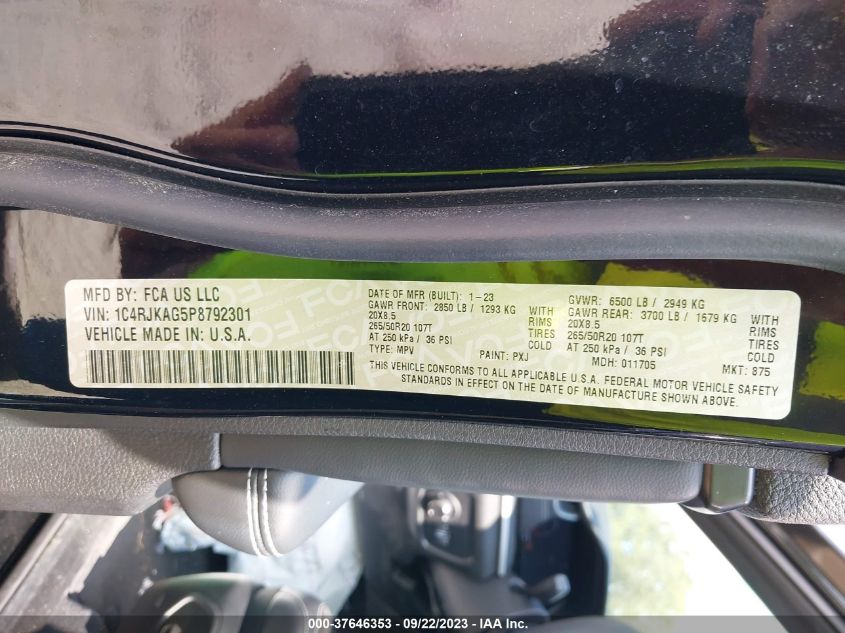 MFD BY: FCA US LLC
VIN: 1C4RJKAG5P8792301
VEHICLE MADE IN: U.S.A.
DATE OF MFR (BUILT): 1-23
GAWR FRONT: 2850 LB / 1293 KG WITH
20X8.5 RIMS
265/50R20 107T TIRES
AT 250 kPa / 36 PSI COLD
TYPE: MPV PAINT: PXJ
GVWR: 6500 LB / 2949 KG
GAWR REAR: 3700 LB / 1679 KG WITH
20X8.5 RIMS
265/50R20 107T TIRES
AT 250 kPa / 36 PSI COLD
MDH: 011705 MKT: 875
THIS VEHICLE CONFORMS TO ALL APPLICABLE U.S.A. FEDERAL MOTOR VEHICLE SAFETY
STANDARDS IN EFFECT ON THE DATE OF MANUFACTURE SHOWN ABOVE.
000-37646353 - 09/22/2023 - IAA Inc.